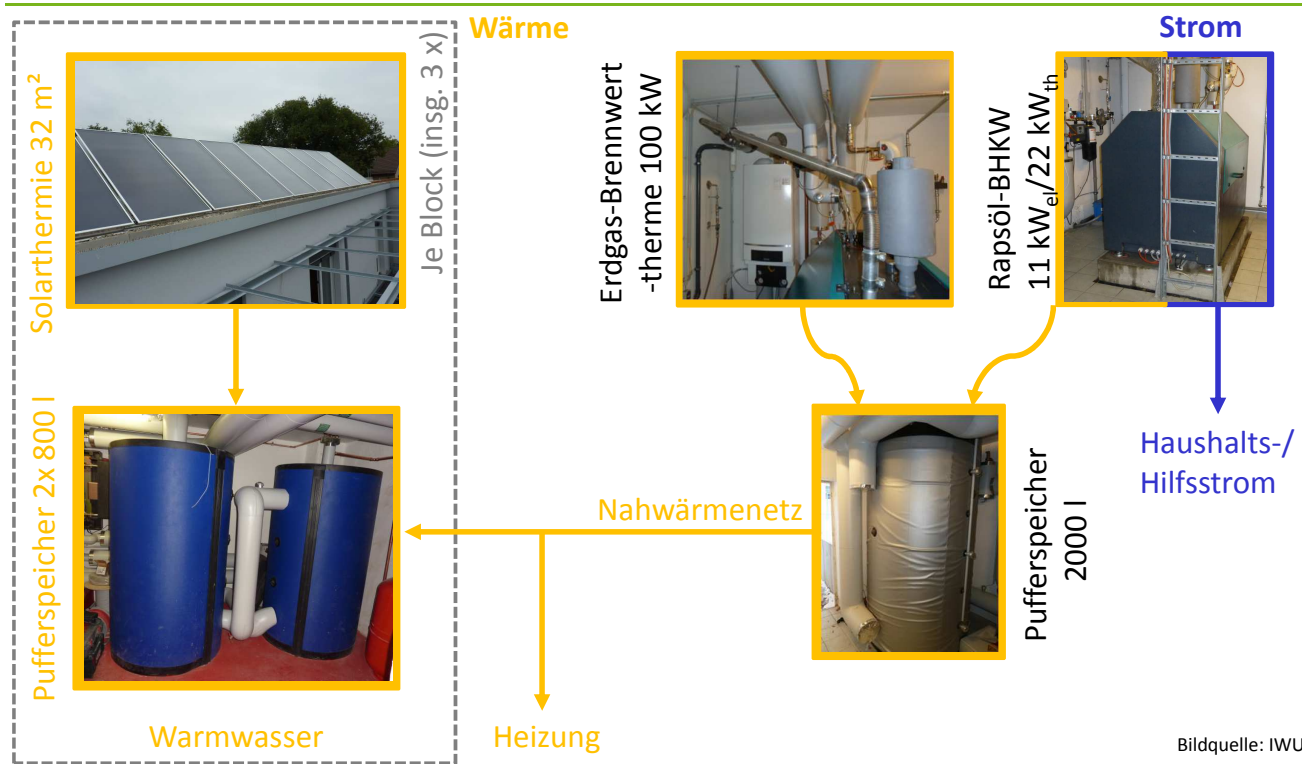 Wärme
Strom
Solarthermie 32 m²
Je Block (insg. 3 x)
Erdgas-Brennwert
-therme 100 kW
Rapsöl-BHKW
11 kWel/22 kWth
Pufferspeicher 2x 800 l
Nahwärmenetz
Pufferspeicher
2000 l
Haushalts-/
Hilfsstrom
Warmwasser
Heizung
Bildquelle: IWU